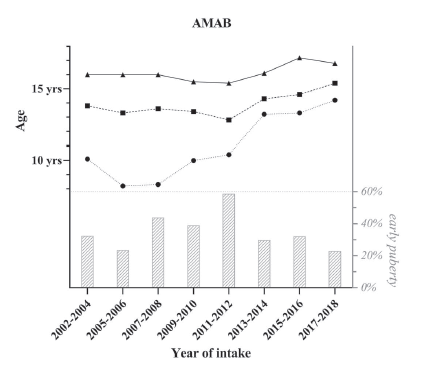 AMAB
15 yrs
10 yrs
Age
60%
40%
20%
0%
early puberty
2002-2004
2005-2006
2007-2008
2009-2010
2011-2012
2013-2014
2015-2016
2017-2018
Year of intake